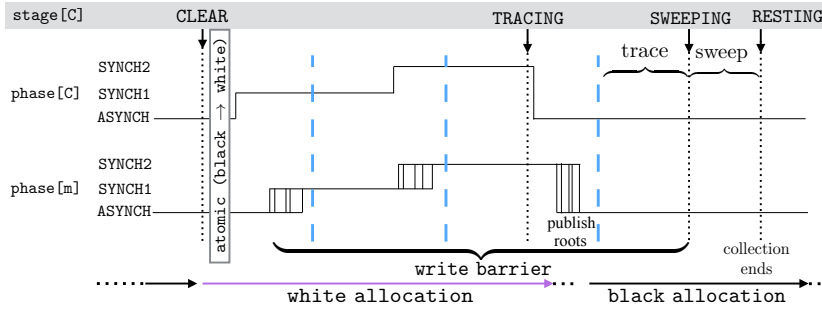 stage[C] CLEAR TRACING SWEEPING RESTING
atomic (black → white)
trace sweep
SYNCH2
phase[C] SYNCH1
ASYNCH
SYNCH2
phase[m] SYNCH1
ASYNCH
publish
roots
collection
ends
write barrier
white allocation black allocation